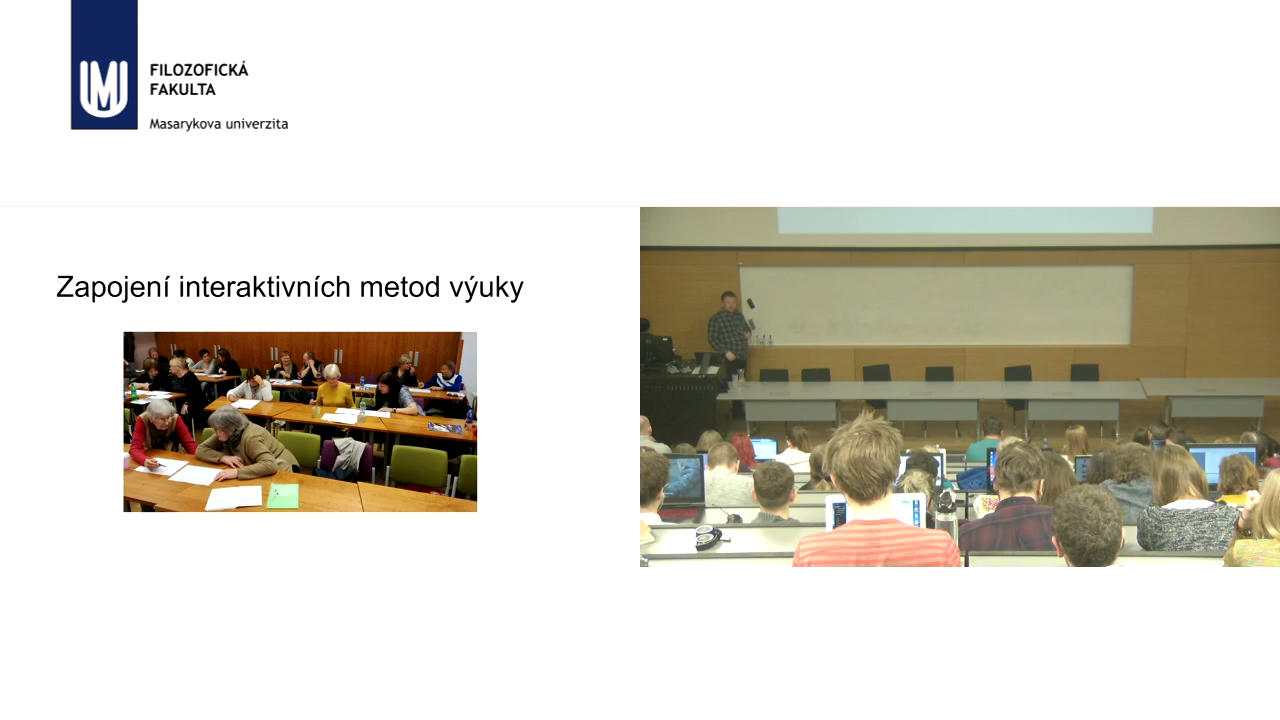 FILOZOFICKÁ
FAKULTA
Masarykova univerzita
Zapojení interaktivních metod výuky